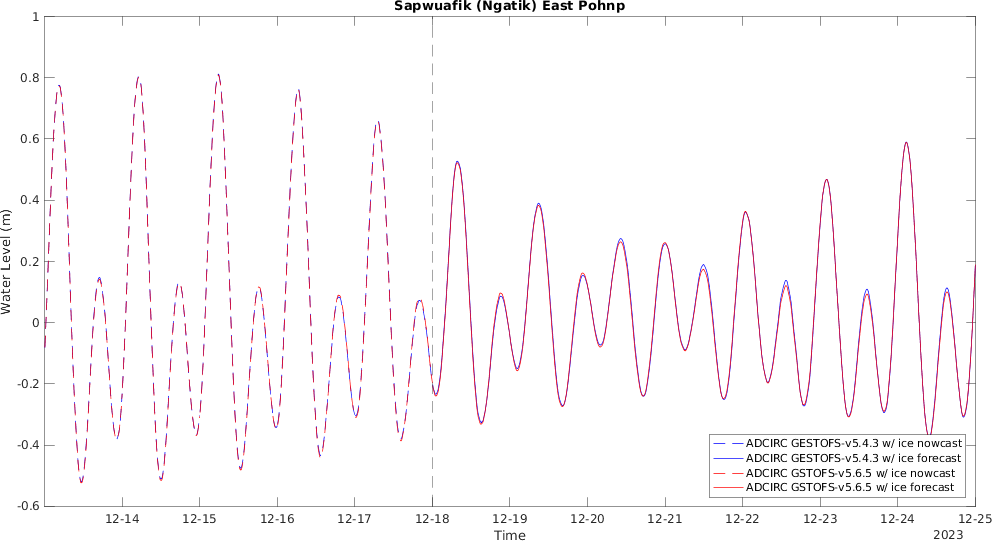 Sapwuafik (Ngatik) East Pohnp
Water Level (m)
1
0.8
0.6
0.4
0.2
0
-0.2
-0.4
-0.6
ADCIRC GESTOFS-v5.4.3 w/ ice nowcast
ADCIRC GESTOFS-v5.4.3 w/ ice forecast
ADCIRC GSTOFS-v5.6.5 w/ ice nowcast
ADCIRC GSTOFS-v5.6.5 w/ ice forecast
12-14 12-15 12-16 12-17 12-18 12-19 12-20 12-21 12-22 12-23 12-24 12-25
Time
2023